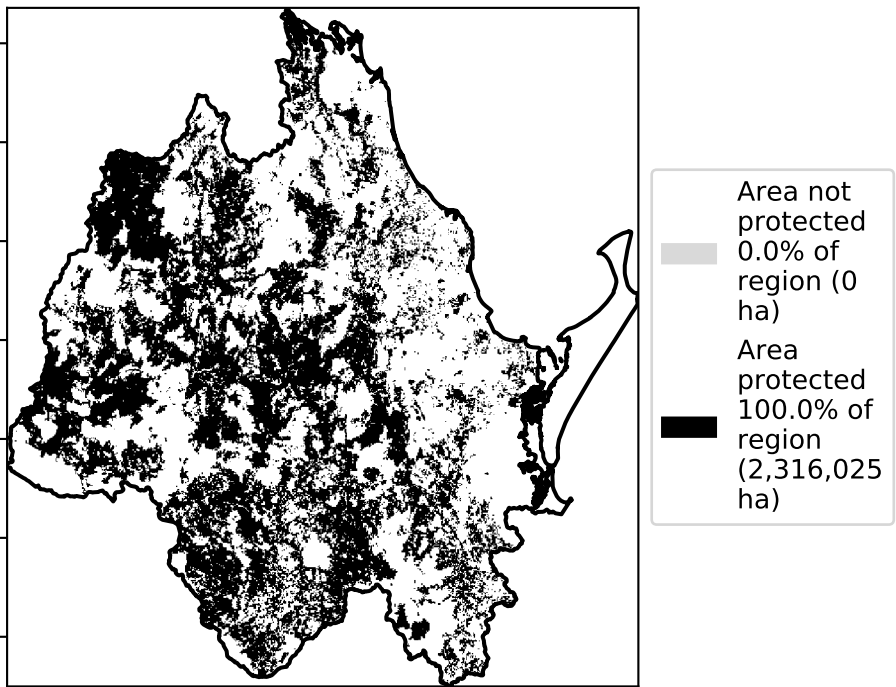 Area not
protected
0.0% of
region (0
ha)
Area
protected
100.0% of
region
(2,316,025
ha)